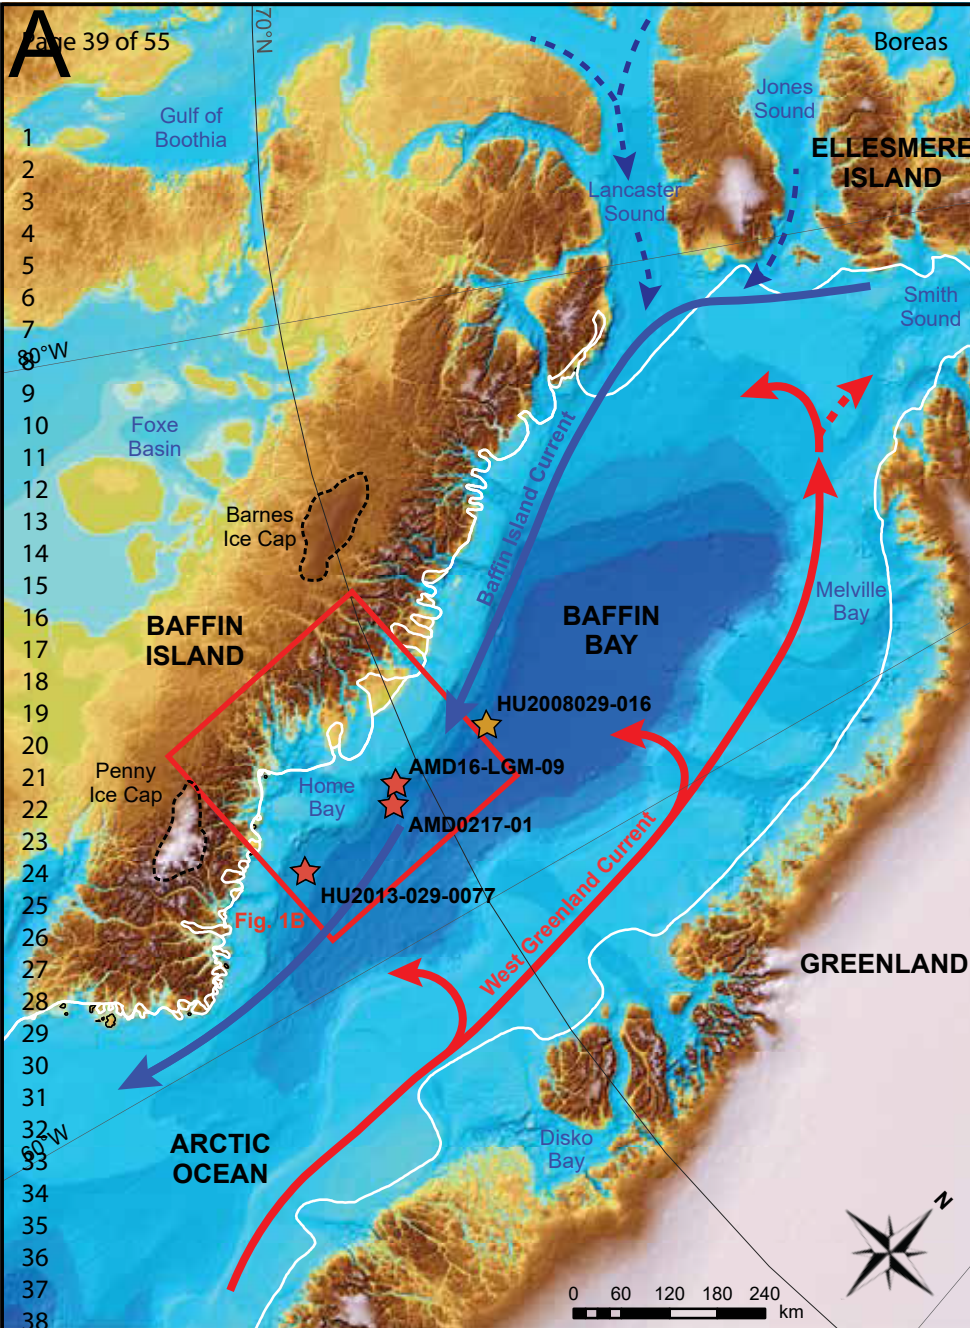 A
Page 39 of 55
Boreas
70°N
Gulf of
Boothia
Jones
Sound
ELLESMERE
ISLAND
Lancaster
Sound
Smith
Sound
80°W
Foxe
Basin
Barnes
Ice Cap
Baffin Island Current
Melville
Bay
BAFFIN
ISLAND
BAFFIN
BAY
HU2008029-016
AMD16-LGM-09
Penny
Ice Cap
Home
Bay
AMD0217-01
HU2013-029-0077
Fig. 1B
West Greenland Current
GREENLAND
60°W
ARCTIC
OCEAN
Disko
Bay
N
0 60 120 180 240
km
1
2
3
4
5
6
7
8
9
10
11
12
13
14
15
16
17
18
19
20
21
22
23
24
25
26
27
28
29
30
31
32
33
34
35
36
37
38